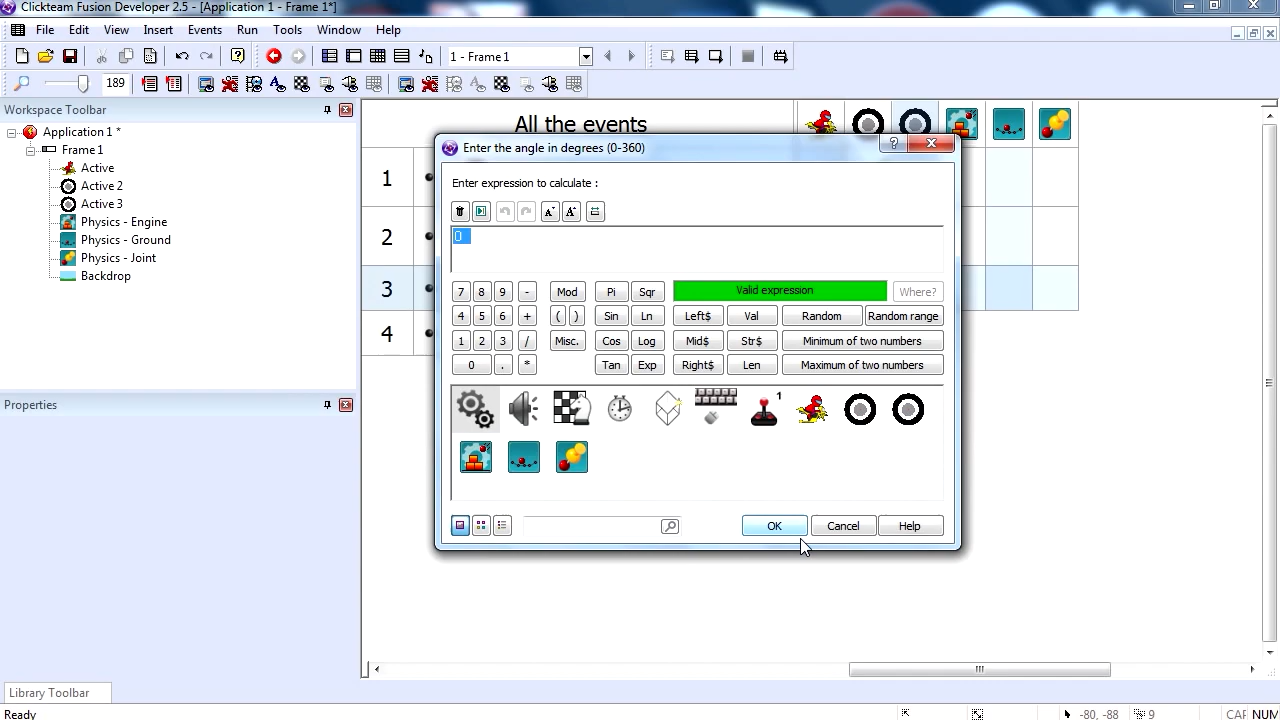 Clickteam Fusion Developer 2.5 - [Application 1 - Frame 1*]
File Edit View Insert Events Run Tools Window Help
1 - Frame 1
189
Workspace Toolbar
Application 1 *
Frame 1
Active
Active 2
Active 3
Physics - Engine
Physics - Ground
Physics - Joint
Backdrop
Properties
Library Toolbar
Ready
All the events
1
2
3
4
Enter the angle in degrees (0-360)
Enter expression to calculate :
0
7 8 9 - Mod Pi Sqr Valid expression Where?
4 5 6 + ( ) Sin Ln Left$ Val Random Random range
1 2 3 / Misc. Cos Log Mid$ Str$ Minimum of two numbers
0 . * Tan Exp Right$ Len Maximum of two numbers
1
OK Cancel Help
-80, -88 9 CAP NUM